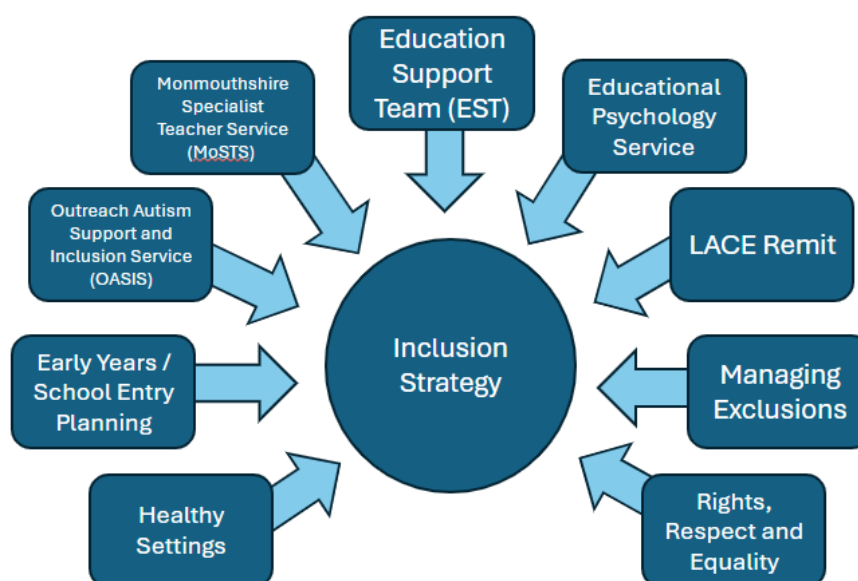 Education
Support
Team (EST)
Monmouthshire
Specialist
Teacher Service
(MoSTS)
Educational
Psychology
Service
Outreach Autism
Support and
Inclusion Service
(OASIS)
LACE Remit
Inclusion
Strategy
Early Years /
School Entry
Planning
Managing
Exclusions
Healthy
Settings
Rights,
Respect and
Equality